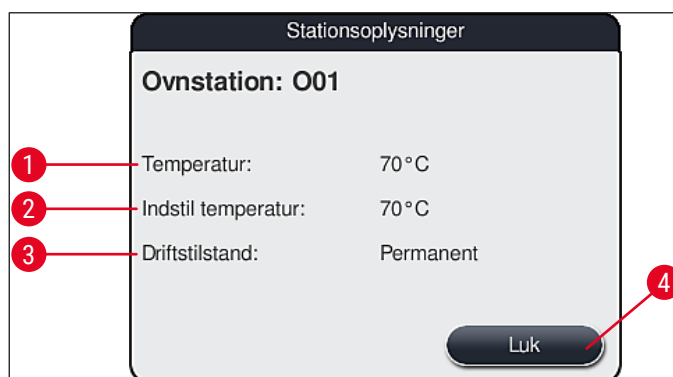 Stationsoplysninger
Ovnstation: O01
1 Temperatur: 70°C
2 Indstil temperatur: 70°C
3 Driftstilstand: Permanent
4
Luk